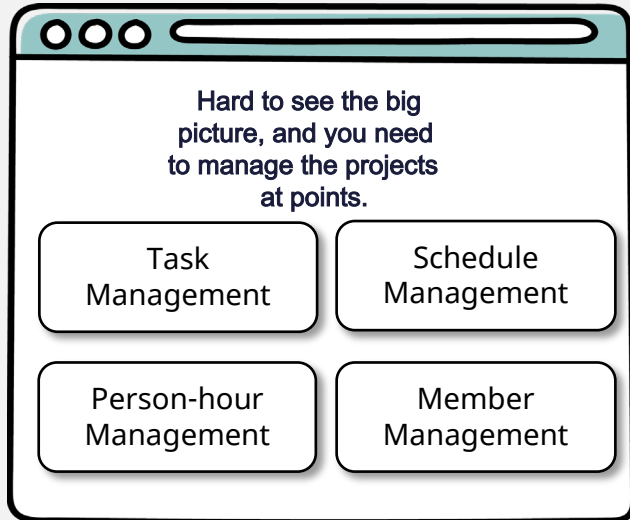 Hard to see the big
picture, and you need
to manage the projects
at points.
Task
Management
Schedule
Management
Person-hour
Management
Member
Management